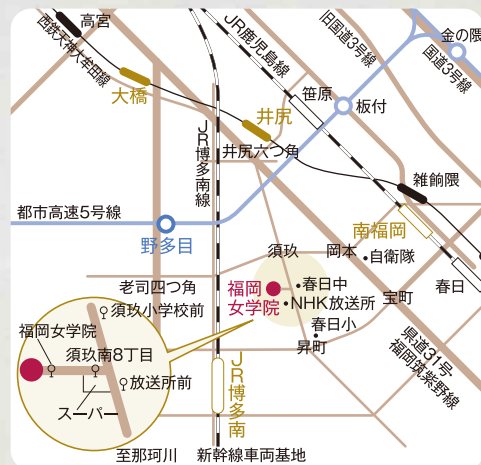 高宮
西鉄天神大牟田線
大橋
JR鹿児島線
旧国道3号線
金の隈
国道3号線
笹原
板付
井尻
井尻六つ角
JR博多南線
雑餉隈
都市高速5号線
野多目
南福岡
須玖
岡本
自衛隊
老司四つ角
福岡
女学院
春日中
NHK放送所
春日
宝町
春日小
昇町
県道31号・
福岡筑紫野線
須玖小学校前
福岡女学院
須玖南8丁目
放送所前
スーパー
JR博多南
至那珂川
新幹線車両基地